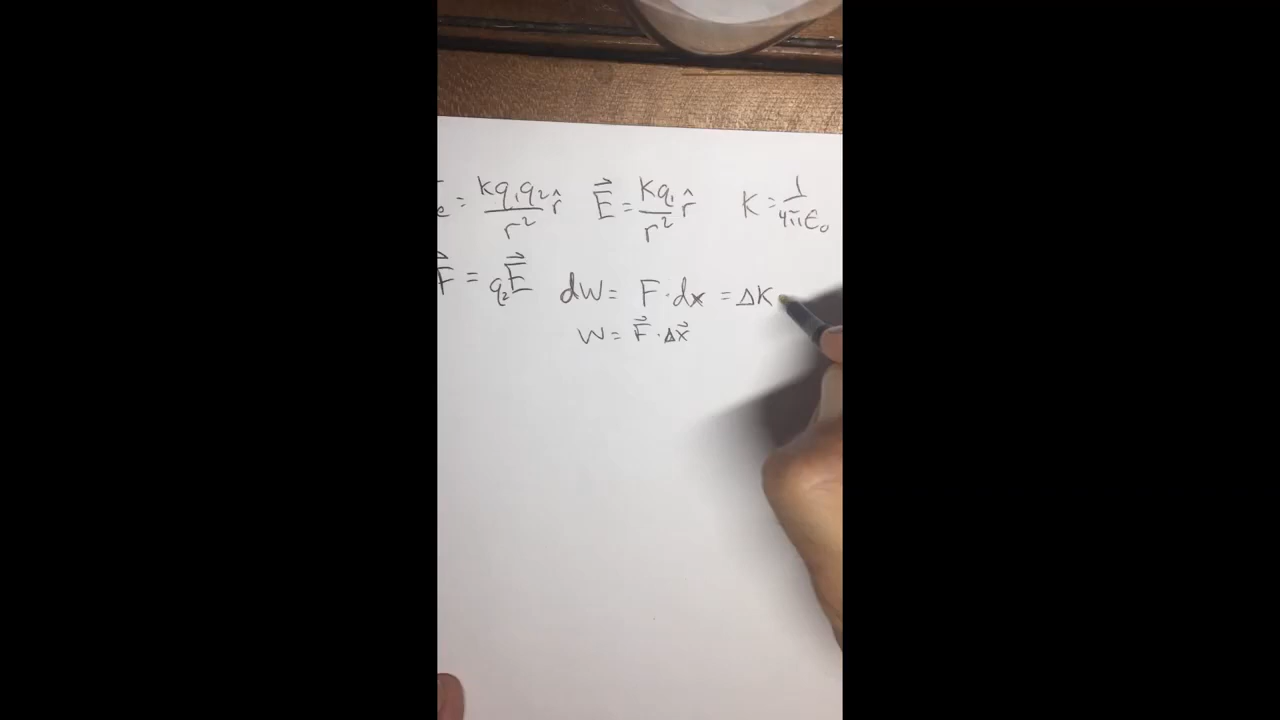 e = kq₁q₂/r² r̂   E⃗ = kq₁/r² r̂   K = 1/4πϵ₀
F⃗ = q₂E⃗   dW = F · dx = ΔK
W = F⃗ · Δx⃗